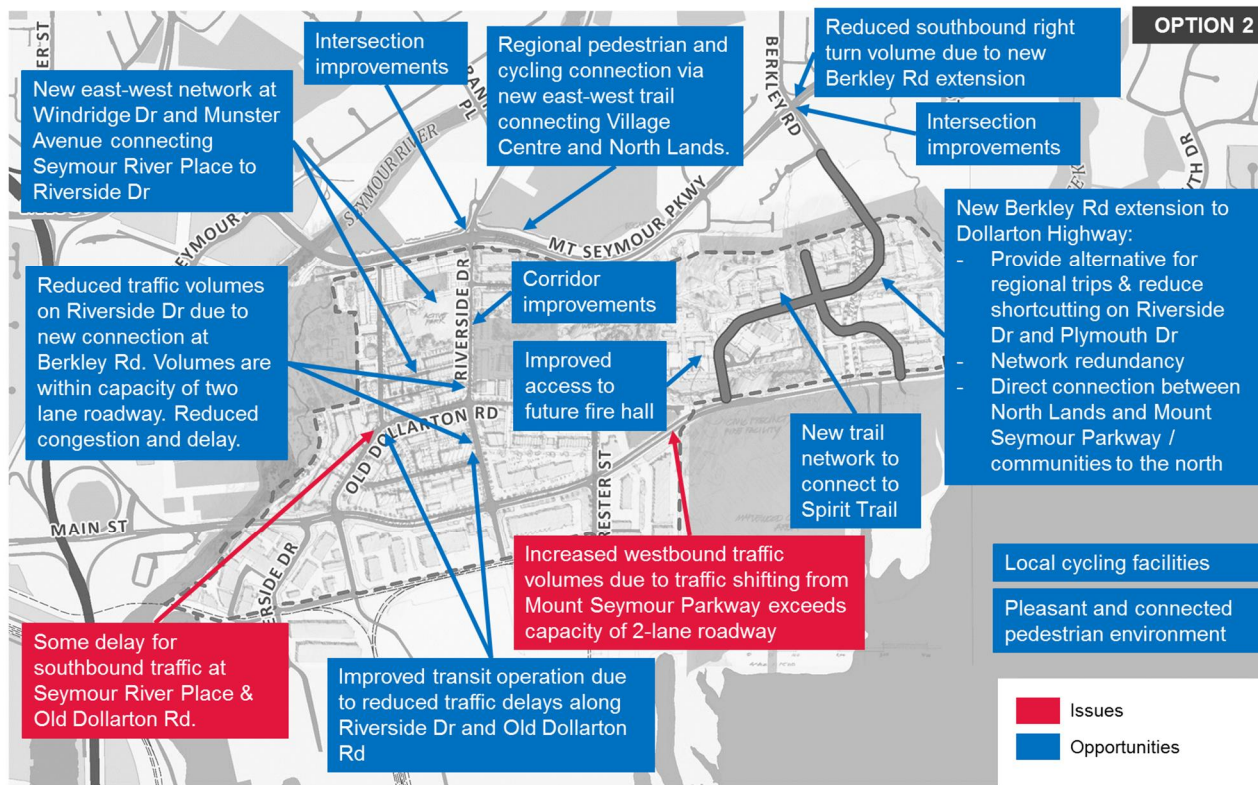 OPTION 2
New east-west network at
Windridge Dr and Munster
Avenue connecting
Seymour River Place to
Riverside Dr
Intersection
improvements
Regional pedestrian and
cycling connection via
new east-west trail
connecting Village
Centre and North Lands.
Reduced southbound right
turn volume due to new
Berkley Rd extension
Intersection
improvements
BERKLEY RD
SEYMOUR RIVER
MT SEYMOUR PKWY
New Berkley Rd extension to
Dollarton Highway:
- Provide alternative for
regional trips & reduce
shortcutting on Riverside
Dr and Plymouth Dr
- Network redundancy
- Direct connection between
North Lands and Mount
Seymour Parkway /
communities to the north
Reduced traffic volumes
on Riverside Dr due to
new connection at
Berkley Rd. Volumes are
within capacity of two
lane roadway. Reduced
congestion and delay.
RIVERSIDE DR
Corridor
improvements
Improved
access to
future fire hall
New trail
network to
connect to
Spirit Trail
OLD DOLLARTON RD
MAIN ST
Increased westbound traffic
volumes due to traffic shifting from
Mount Seymour Parkway exceeds
capacity of 2-lane roadway
Some delay for
southbound traffic at
Seymour River Place &
Old Dollarton Rd.
Improved transit operation due
to reduced traffic delays along
Riverside Dr and Old Dollarton
Rd
Local cycling facilities
Pleasant and connected
pedestrian environment
Issues
Opportunities